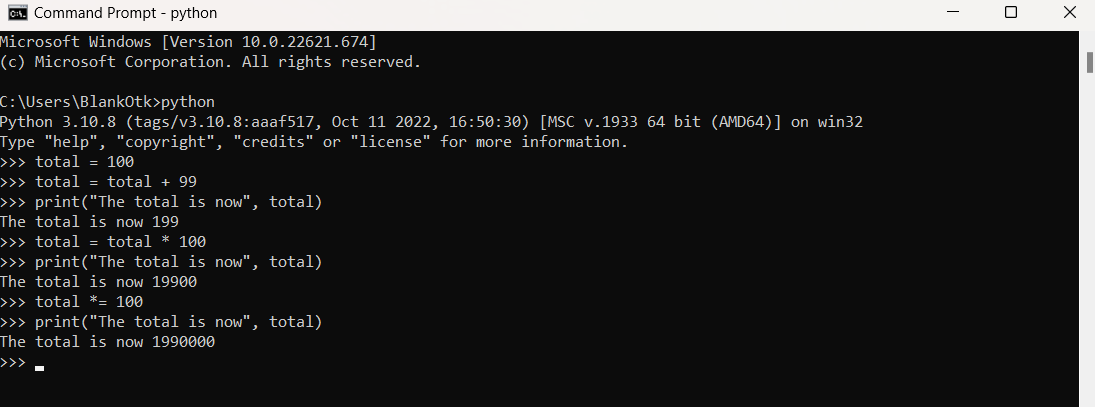 Command Prompt - python
Microsoft Windows [Version 10.0.22621.674]
(c) Microsoft Corporation. All rights reserved.
C:\Users\BlankOtk>python
Python 3.10.8 (tags/v3.10.8:aaaf517, Oct 11 2022, 16:50:30) [MSC v.1933 64 bit (AMD64)] on win32
Type "help", "copyright", "credits" or "license" for more information.
>>> total = 100
>>> total = total + 99
>>> print("The total is now", total)
The total is now 199
>>> total = total * 100
>>> print("The total is now", total)
The total is now 19900
>>> total *= 100
>>> print("The total is now", total)
The total is now 1990000
>>>